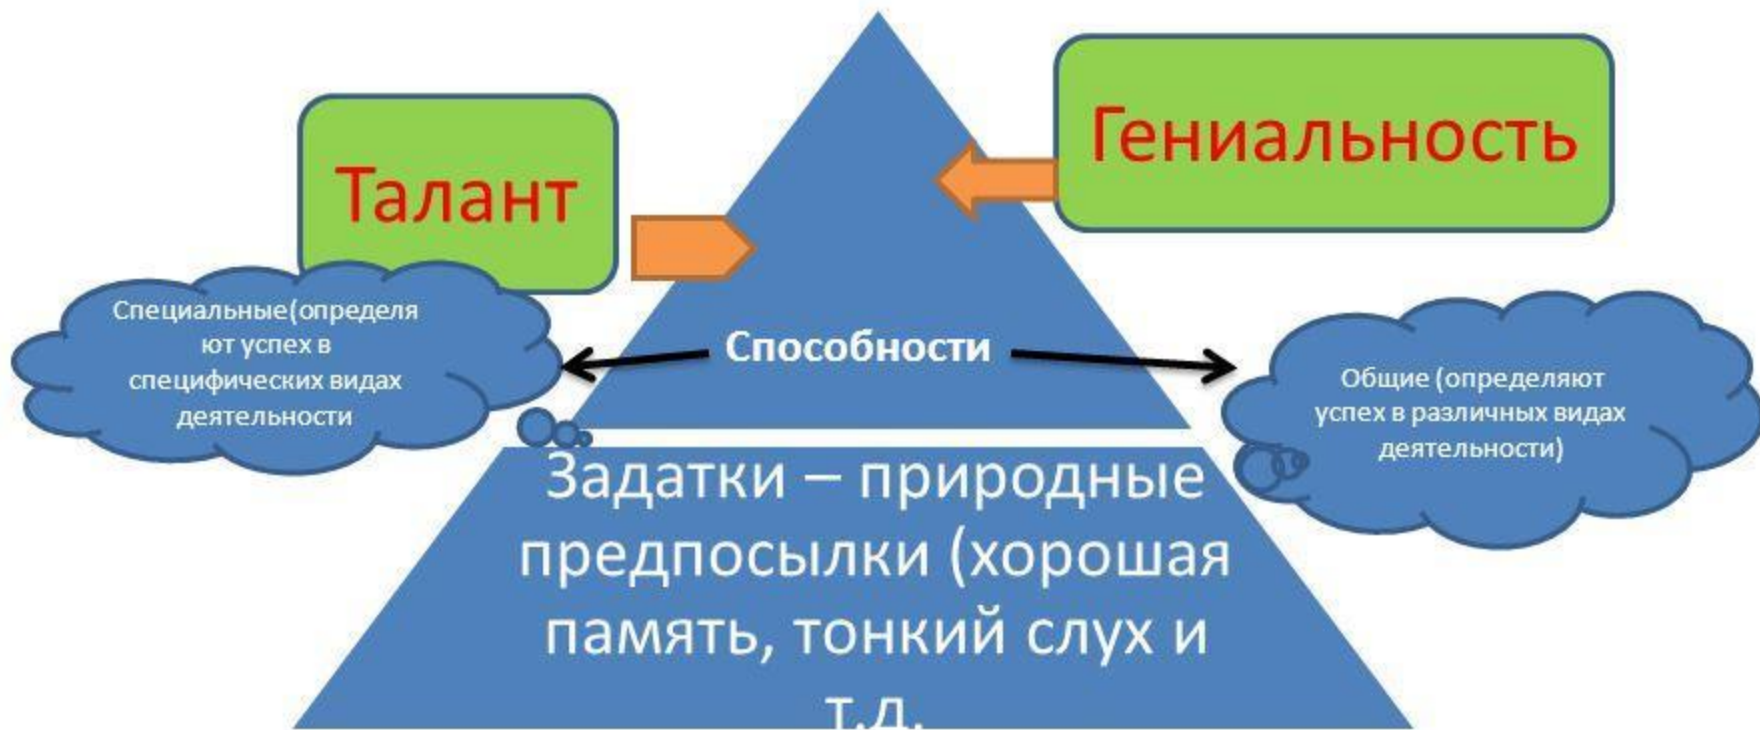 Талант
Гениальность
Специальные(определя
ют успех в
специфических видах
деятельности
Способности
Общие (определяют
успех в различных видах
деятельности)
Задатки – природные
предпосылки (хорошая
память, тонкий слух и
т.д.